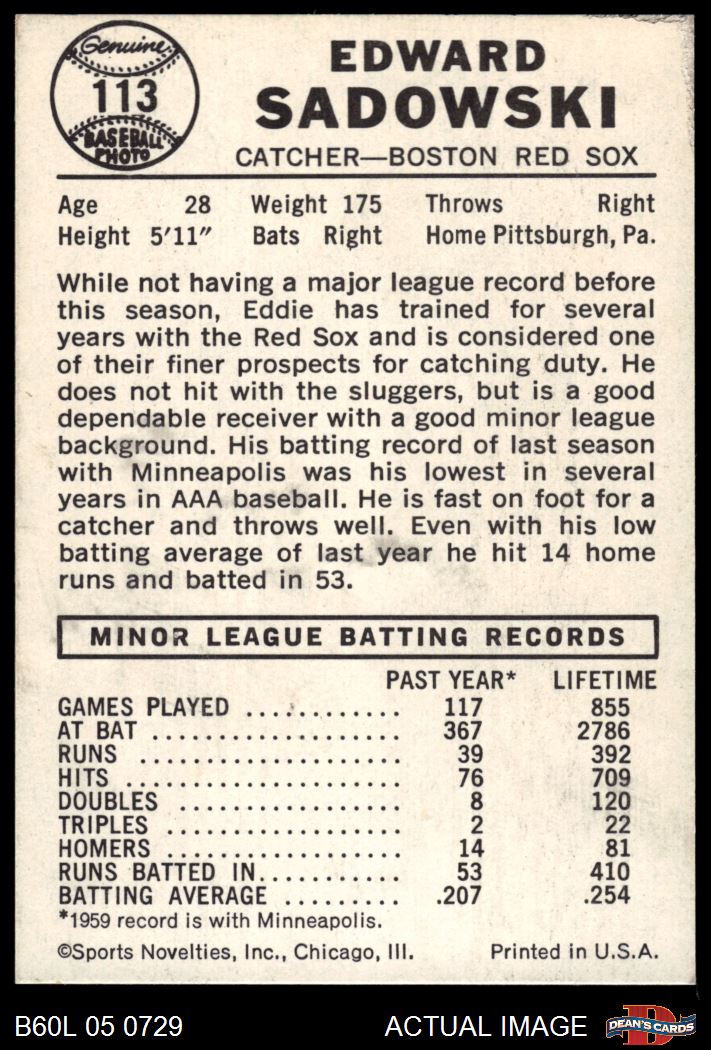 Genuine
113
BASEBALL
PHOTO
EDWARD
SADOWSKI
CATCHER—BOSTON RED SOX
Age 28 Weight 175 Throws Right
Height 5'11" Bats Right Home Pittsburgh, Pa.
While not having a major league record before
this season, Eddie has trained for several
years with the Red Sox and is considered one
of their finer prospects for catching duty. He
does not hit with the sluggers, but is a good
dependable receiver with a good minor league
background. His batting record of last season
with Minneapolis was his lowest in several
years in AAA baseball. He is fast on foot for a
catcher and throws well. Even with his low
batting average of last year he hit 14 home
runs and batted in 53.
MINOR LEAGUE BATTING RECORDS
PAST YEAR* LIFETIME
GAMES PLAYED ............ 117 855
AT BAT ................... 367 2786
RUNS .................... 39 392
HITS ..................... 76 709
DOUBLES ................. 8 120
TRIPLES .................. 2 22
HOMERS .................. 14 81
RUNS BATTED IN........... 53 410
BATTING AVERAGE ......... .207 .254
*1959 record is with Minneapolis.
©Sports Novelties, Inc., Chicago, Ill. Printed in U.S.A.
B60L 05 0729 ACTUAL IMAGE DEAN'S CARDS